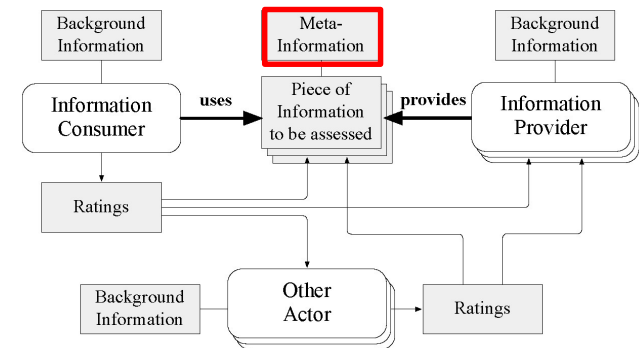 Background
Information
Meta-
Information
Background
Information
Information
Consumer
uses
Piece of
Information
to be assessed
provides
Information
Provider
Ratings
Background
Information
Other
Actor
Ratings